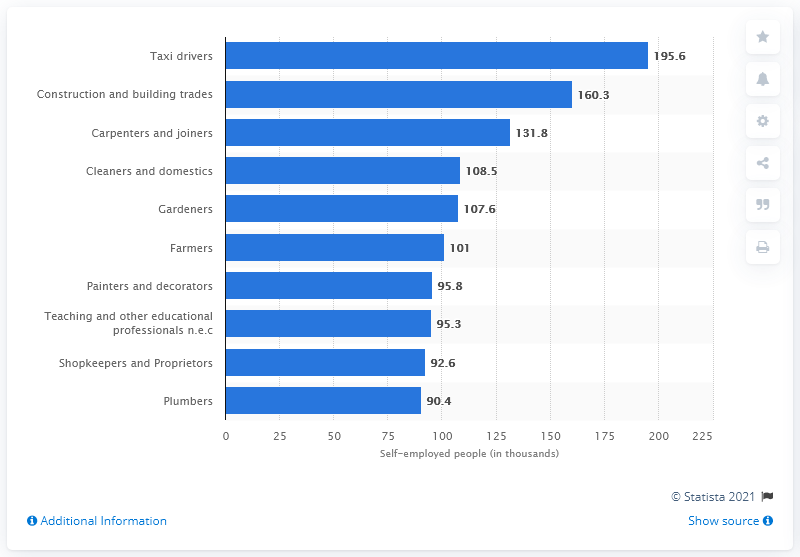 Taxi drivers 195.6
Construction and building trades 160.3
Carpenters and joiners 131.8
Cleaners and domestics 108.5
Gardeners 107.6
Farmers 101
Painters and decorators 95.8
Teaching and other educational
professionals n.e.c 95.3
Shopkeepers and Proprietors 92.6
Plumbers 90.4
0 25 50 75 100 125 150 175 200 225
Self-employed people (in thousands)
© Statista 2021
Additional Information Show source